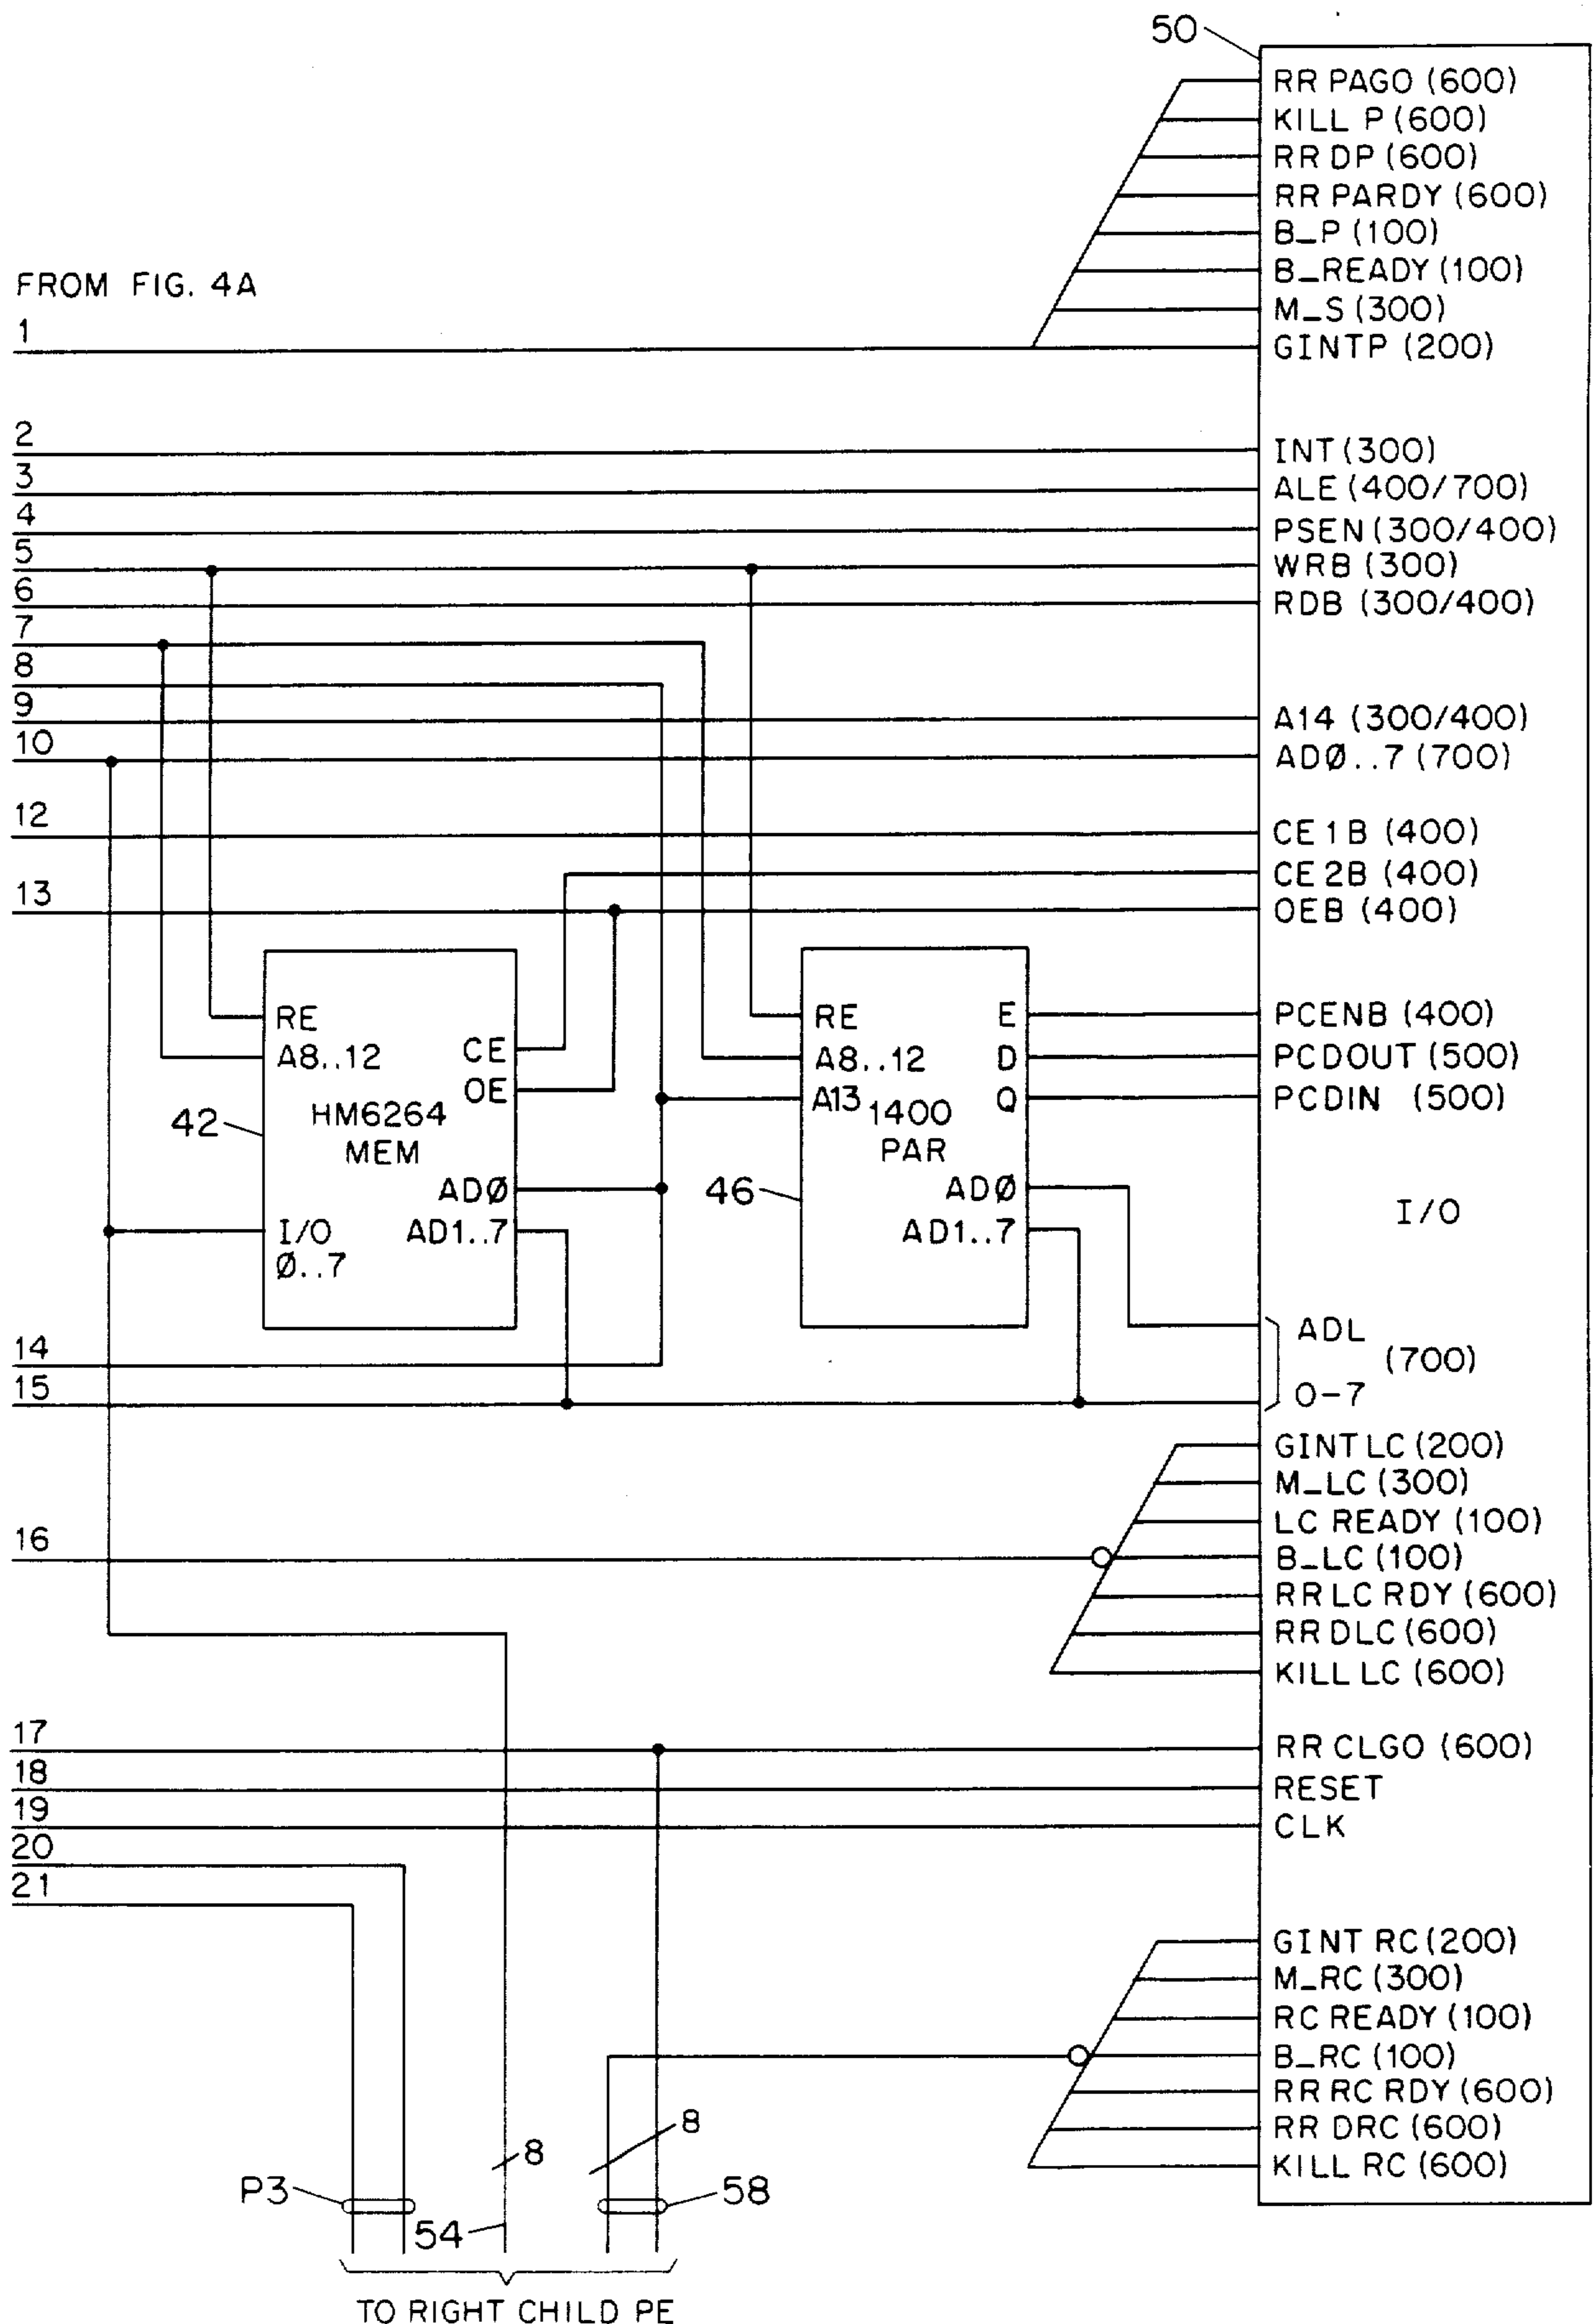 50
RR PAGO (600)
KILL P (600)
RR DP (600)
RR PARDY (600)
B_P (100)
B_READY (100)
M_S (300)
GINTP (200)
FROM FIG. 4A
1
2
INT (300)
3
ALE (400/700)
4
PSEN (300/400)
5
WRB (300)
6
RDB (300/400)
7
8
9
A14 (300/400)
10
ADØ..7 (700)
12
CE 1B (400)
CE 2B (400)
13
OEB (400)
RE
A8..12
CE
OE
HM6264
MEM
42
ADØ
AD1..7
I/O
Ø..7
RE
E
A8..12
D
A13
Q
1400
PAR
46
ADØ
AD1..7
PCENB (400)
PCDOUT (500)
PCDIN (500)
I/O
ADL
(700)
0-7
14
15
GINT LC (200)
M_LC (300)
LC READY (100)
16
B_LC (100)
RR LC RDY (600)
RR DLC (600)
KILL LC (600)
17
RR CLGO (600)
18
RESET
19
CLK
20
21
GINT RC (200)
M_RC (300)
RC READY (100)
B_RC (100)
RR RC RDY (600)
RR DRC (600)
KILL RC (600)
8
8
P3
58
54
TO RIGHT CHILD PE